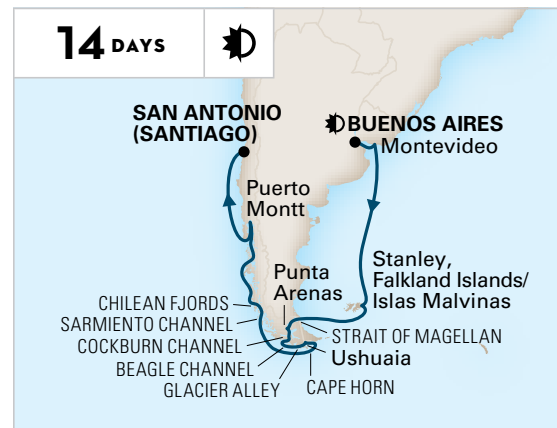 14 DAYS
SAN ANTONIO
(SANTIAGO)
BUENOS AIRES
Montevideo
Puerto
Montt
Stanley,
Falkland Islands/
Islas Malvinas
Punta
Arenas
CHILEAN FJORDS
SARMIENTO CHANNEL
COCKBURN CHANNEL
BEAGLE CHANNEL
GLACIER ALLEY
STRAIT OF MAGELLAN
Ushuaia
CAPE HORN